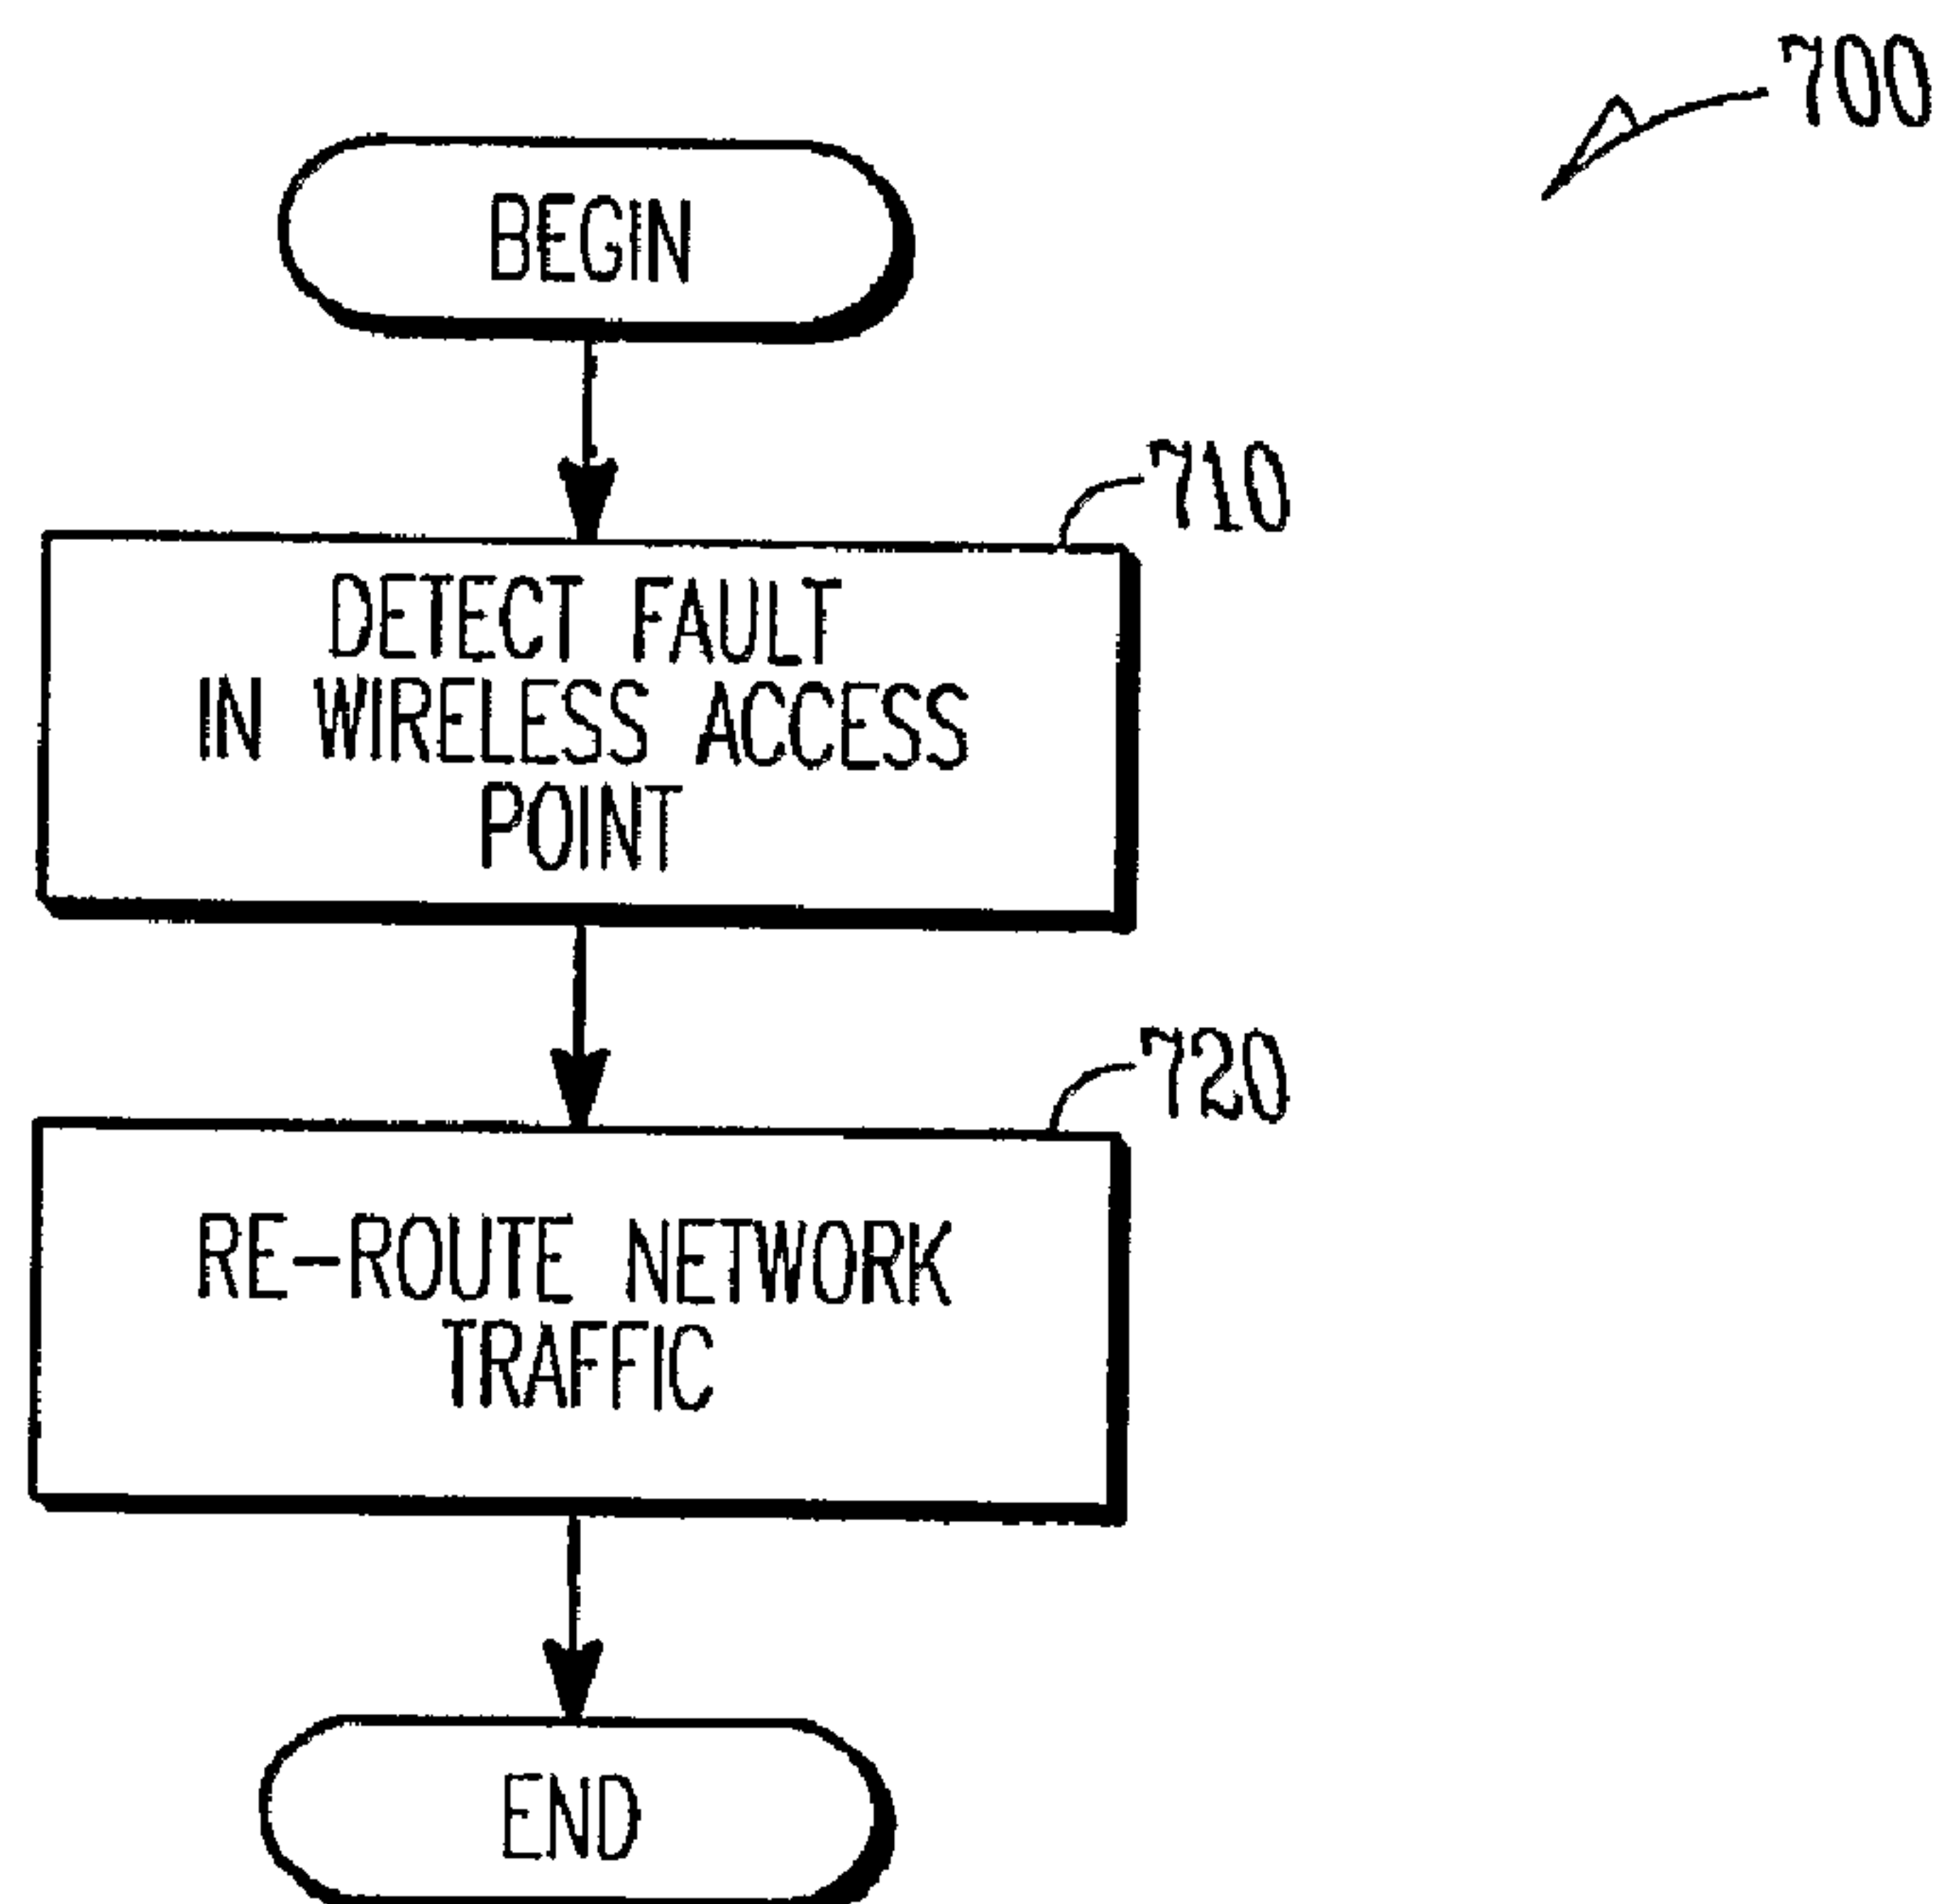 700
BEGIN
710
DETECT FAULT
IN WIRELESS ACCESS
POINT
720
RE-ROUTE NETWORK
TRAFFIC
END